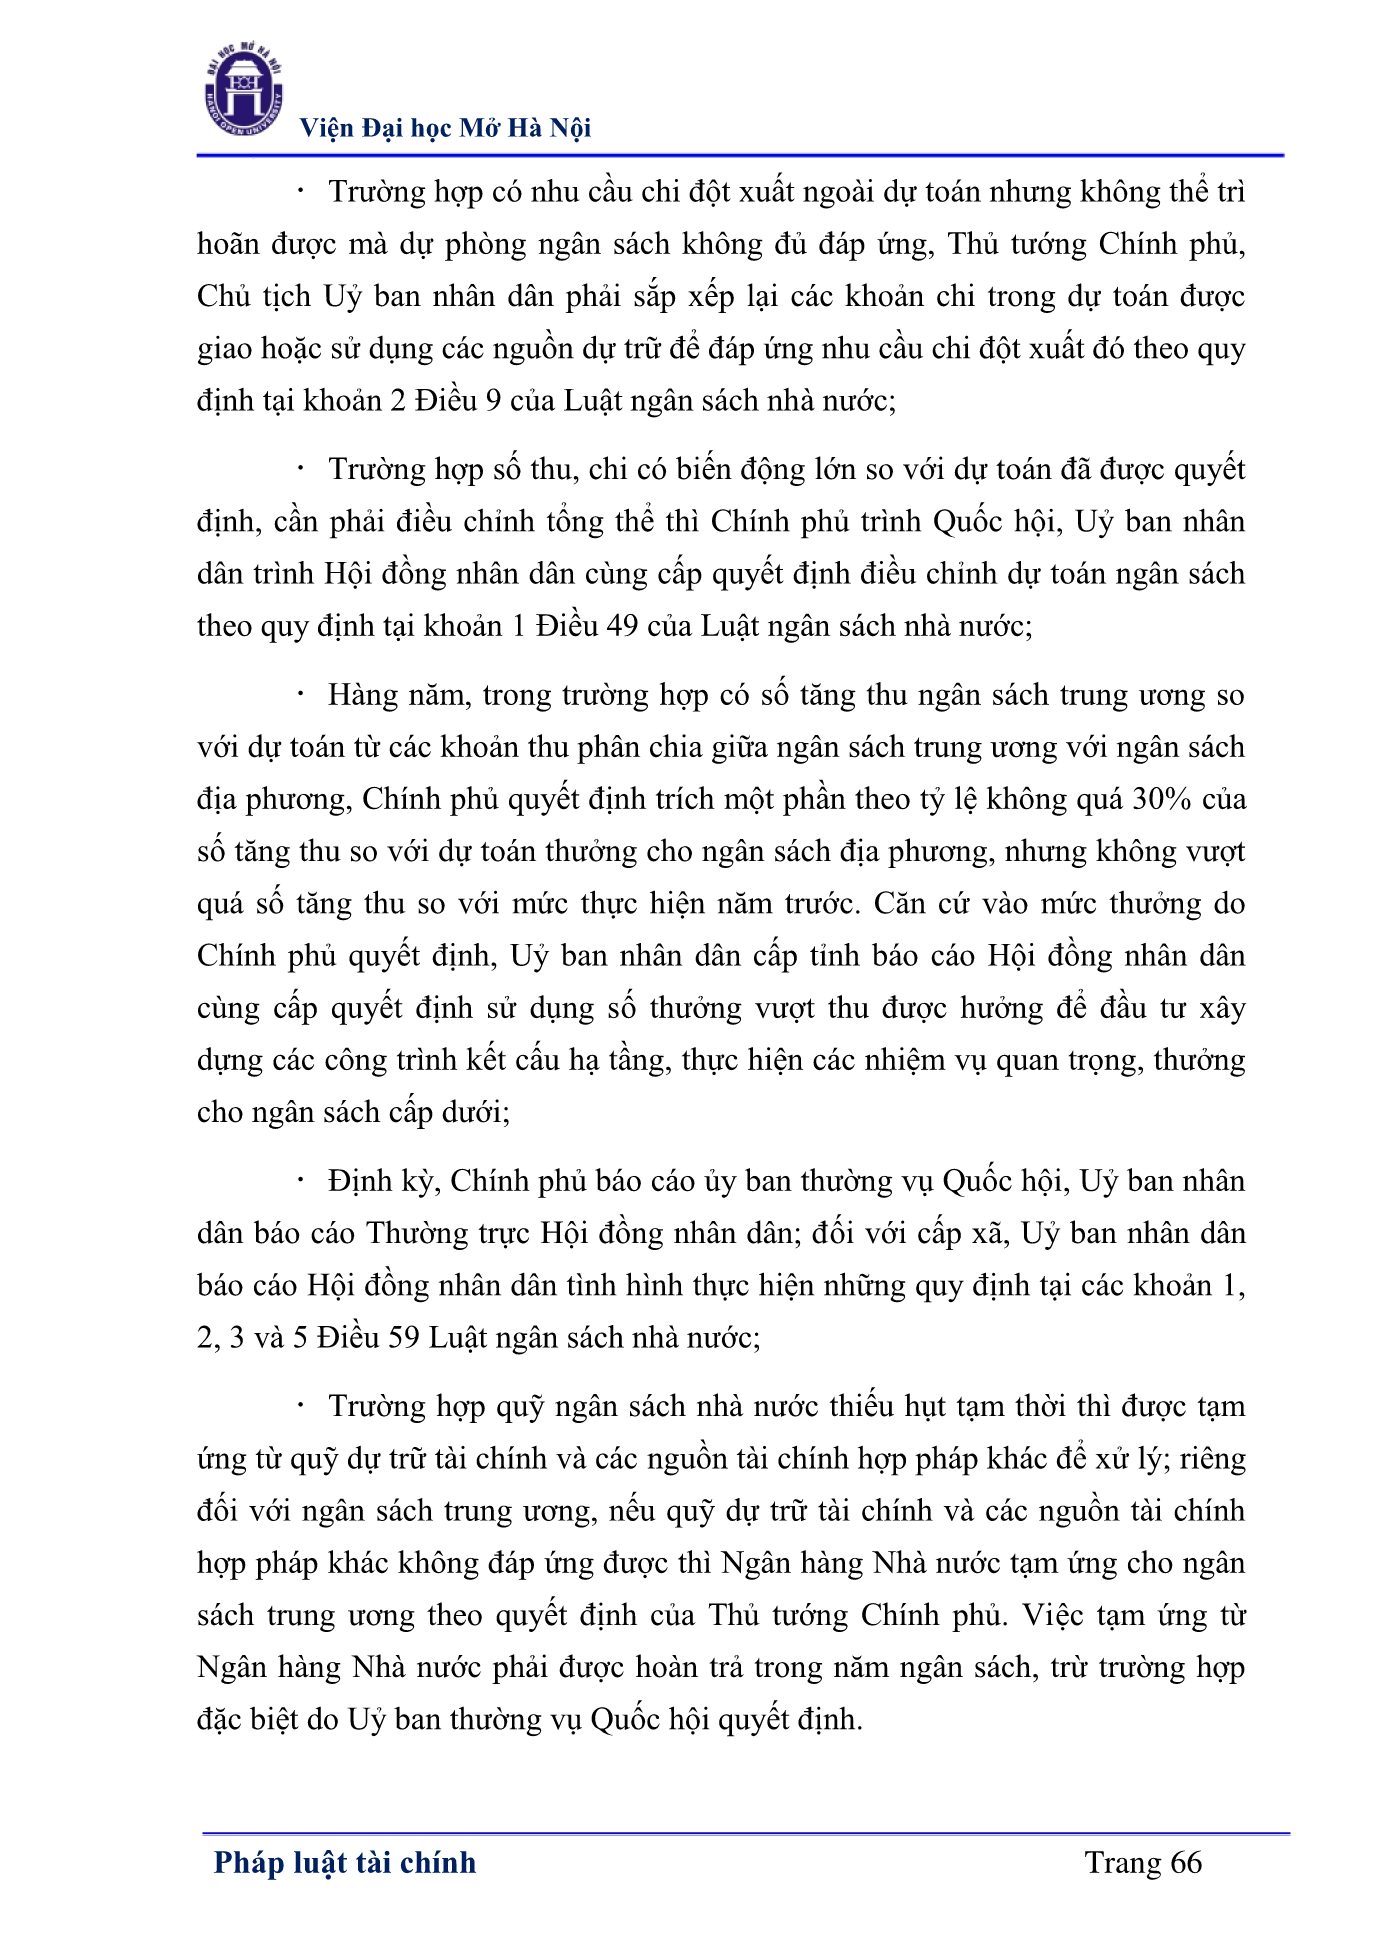 ĐẠI HỌC MỞ HÀ NỘI
HANOI OPEN UNIVERSITY
Viện Đại học Mở Hà Nội
· Trường hợp có nhu cầu chi đột xuất ngoài dự toán nhưng không thể trì
hoãn được mà dự phòng ngân sách không đủ đáp ứng, Thủ tướng Chính phủ,
Chủ tịch Uỷ ban nhân dân phải sắp xếp lại các khoản chi trong dự toán được
giao hoặc sử dụng các nguồn dự trữ để đáp ứng nhu cầu chi đột xuất đó theo quy
định tại khoản 2 Điều 9 của Luật ngân sách nhà nước;
· Trường hợp số thu, chi có biến động lớn so với dự toán đã được quyết
định, cần phải điều chỉnh tổng thể thì Chính phủ trình Quốc hội, Uỷ ban nhân
dân trình Hội đồng nhân dân cùng cấp quyết định điều chỉnh dự toán ngân sách
theo quy định tại khoản 1 Điều 49 của Luật ngân sách nhà nước;
· Hàng năm, trong trường hợp có số tăng thu ngân sách trung ương so
với dự toán từ các khoản thu phân chia giữa ngân sách trung ương với ngân sách
địa phương, Chính phủ quyết định trích một phần theo tỷ lệ không quá 30% của
số tăng thu so với dự toán thưởng cho ngân sách địa phương, nhưng không vượt
quá số tăng thu so với mức thực hiện năm trước. Căn cứ vào mức thưởng do
Chính phủ quyết định, Uỷ ban nhân dân cấp tỉnh báo cáo Hội đồng nhân dân
cùng cấp quyết định sử dụng số thưởng vượt thu được hưởng để đầu tư xây
dựng các công trình kết cấu hạ tầng, thực hiện các nhiệm vụ quan trọng, thưởng
cho ngân sách cấp dưới;
· Định kỳ, Chính phủ báo cáo ủy ban thường vụ Quốc hội, Uỷ ban nhân
dân báo cáo Thường trực Hội đồng nhân dân; đối với cấp xã, Uỷ ban nhân dân
báo cáo Hội đồng nhân dân tình hình thực hiện những quy định tại các khoản 1,
2, 3 và 5 Điều 59 Luật ngân sách nhà nước;
· Trường hợp quỹ ngân sách nhà nước thiếu hụt tạm thời thì được tạm
ứng từ quỹ dự trữ tài chính và các nguồn tài chính hợp pháp khác để xử lý; riêng
đối với ngân sách trung ương, nếu quỹ dự trữ tài chính và các nguồn tài chính
hợp pháp khác không đáp ứng được thì Ngân hàng Nhà nước tạm ứng cho ngân
sách trung ương theo quyết định của Thủ tướng Chính phủ. Việc tạm ứng từ
Ngân hàng Nhà nước phải được hoàn trả trong năm ngân sách, trừ trường hợp
đặc biệt do Uỷ ban thường vụ Quốc hội quyết định.
Pháp luật tài chính Trang 66